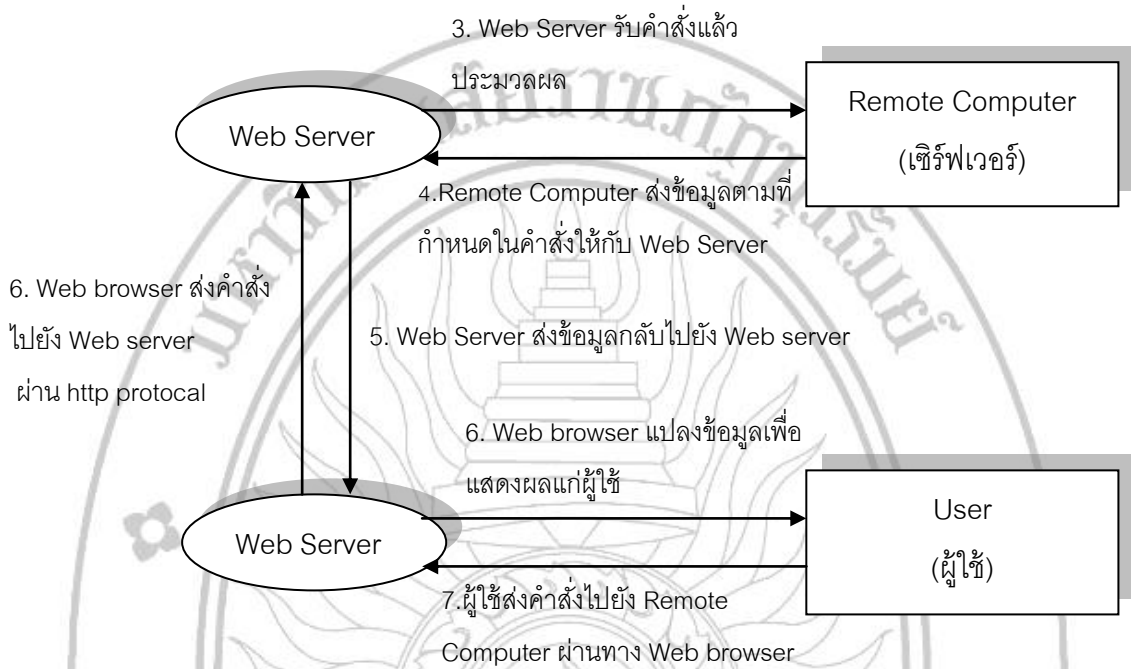 3. Web Server รับคำสั่งแล้ว
ประมวลผล
Web Server
Remote Computer
(เซิร์ฟเวอร์)
4.Remote Computer ส่งข้อมูลตามที่
กำหนดในคำสั่งให้กับ Web Server
6. Web browser ส่งคำสั่ง
ไปยัง Web server
ผ่าน http protocal
5. Web Server ส่งข้อมูลกลับไปยัง Web server
6. Web browser แปลงข้อมูลเพื่อ
แสดงผลแก่ผู้ใช้
Web Server
User
(ผู้ใช้)
7.ผู้ใช้ส่งคำสั่งไปยัง Remote
Computer ผ่านทาง Web browser